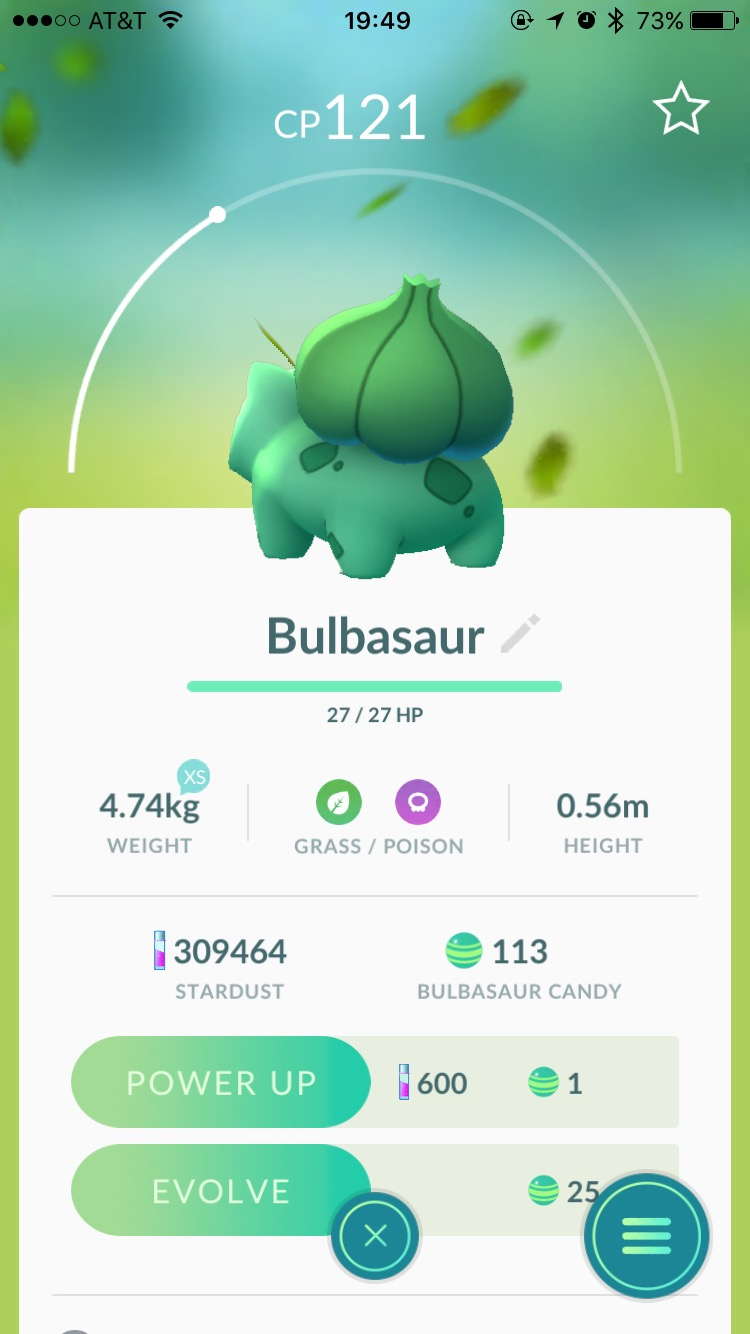 AT&T 19:49 73%
CP121
Bulbasaur
27 / 27 HP
XS
4.74kg 0.56m
WEIGHT GRASS / POISON HEIGHT
309464 113
STARDUST BULBASAUR CANDY
POWER UP 600 1
EVOLVE 25